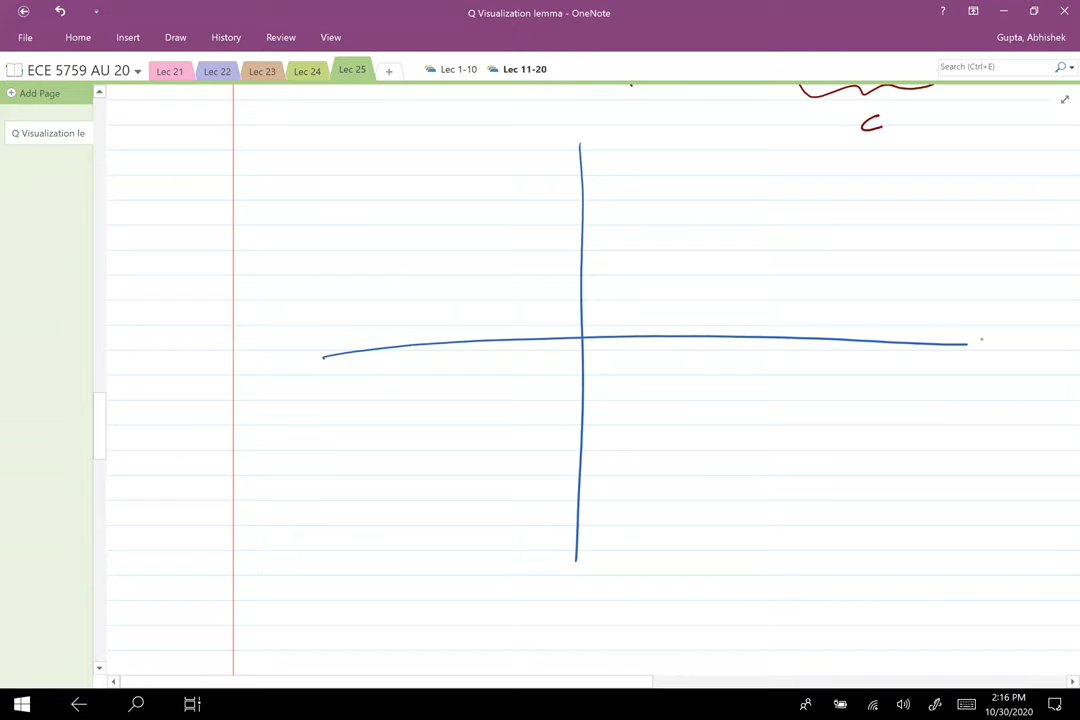 Q Visualization lemma - OneNote
?
File Home Insert Draw History Review View
Gupta, Abhishek
ECE 5759 AU 20
Lec 21
Lec 22
Lec 23
Lec 24
Lec 25
+
Lec 1-10
Lec 11-20
Search (Ctrl+E)
Add Page
Q Visualization le
C
2:16 PM
10/30/2020